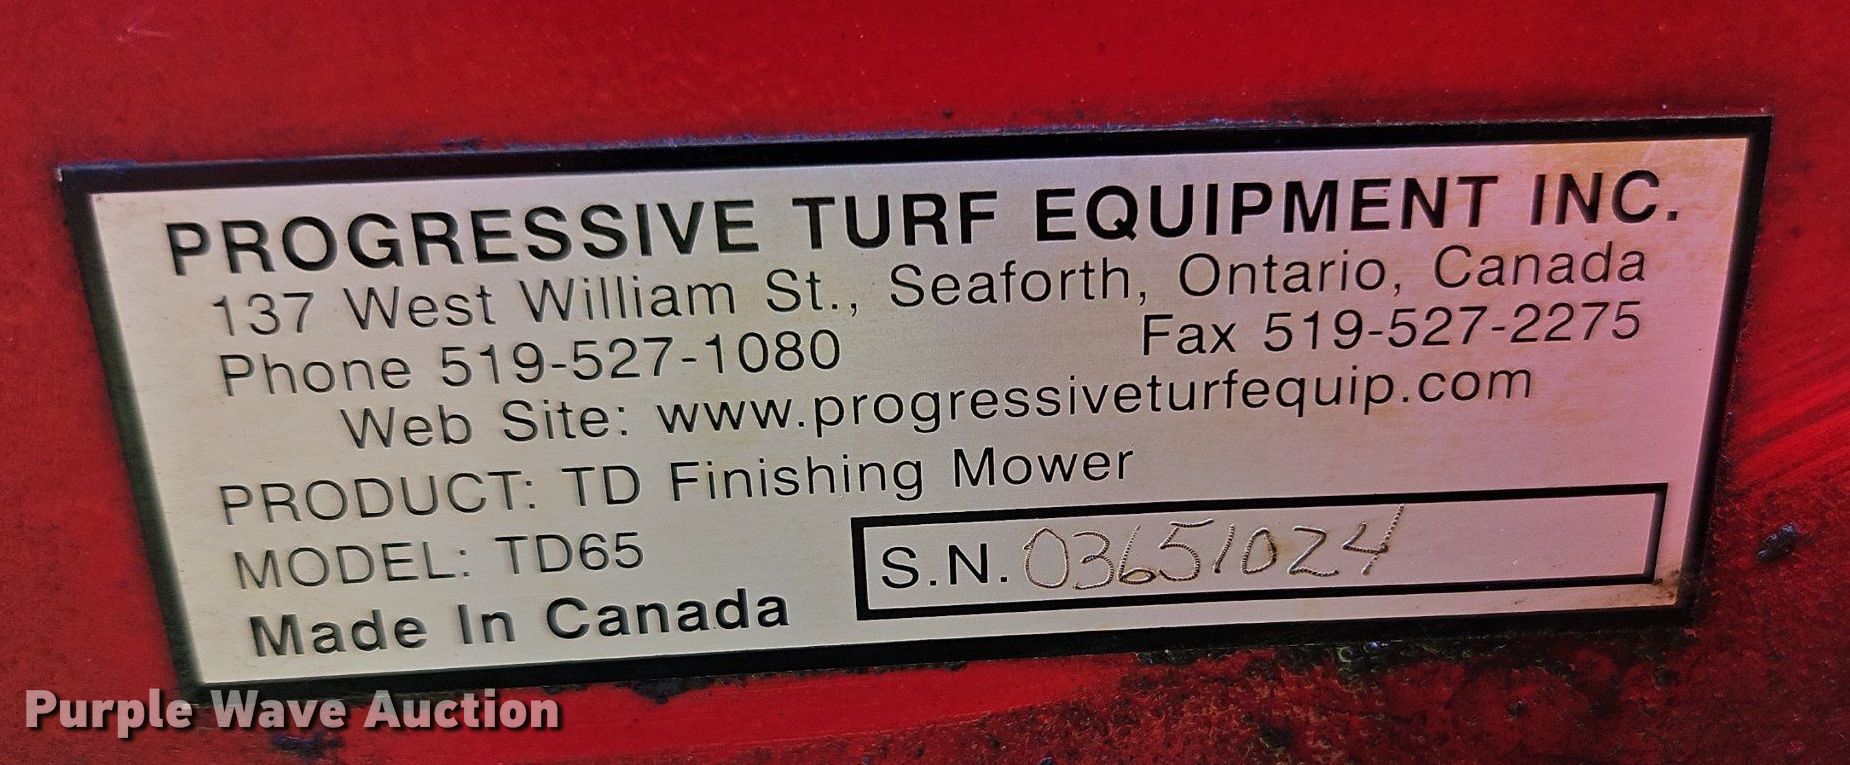 PROGRESSIVE TURF EQUIPMENT INC.
137 West William St., Seaforth, Ontario, Canada
Phone 519-527-1080 Fax 519-527-2275
Web Site: www.progressiveturfequip.com
PRODUCT: TD Finishing Mower
MODEL: TD65
S.N. 03651024
Made In Canada
Purple Wave Auction